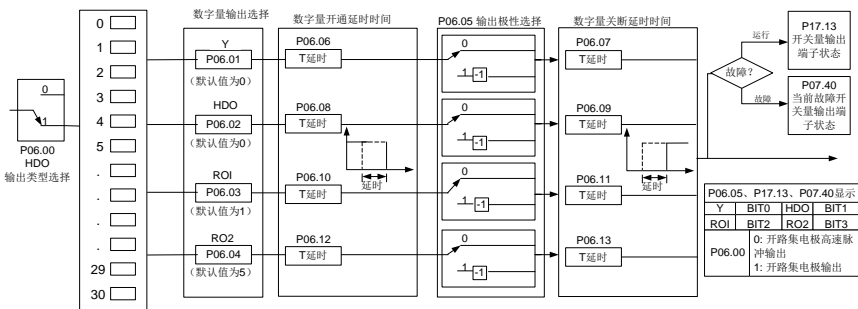 数字量输出选择
数字量开通延时时间
P06.05 输出极性选择
数字量关断延时时间
0
1
2
3
4
5
.
.
.
.
29
30
0
1
P06.00
HDO
输出类型选择
Y
P06.01
(默认值为0)
HDO
P06.02
(默认值为0)
ROI
P06.03
(默认值为1)
RO2
P06.04
(默认值为5)
P06.06
T延时
P06.08
T延时
延时
P06.10
T延时
P06.12
T延时
0
1 -1
0
1 -1
0
1 -1
0
1 -1
P06.07
T延时
P06.09
T延时
延时
P06.11
T延时
P06.13
T延时
故障?
运行
故障
P17.13
开关量输出
端子状态
P07.40
当前故障开
关量输出端
子状态
P06.05、P17.13、P07.40显示
Y BIT0 HDO BIT1
ROI BIT2 RO2 BIT3
P06.00
0: 开路集电极高速脉
冲输出
1: 开路集电极输出